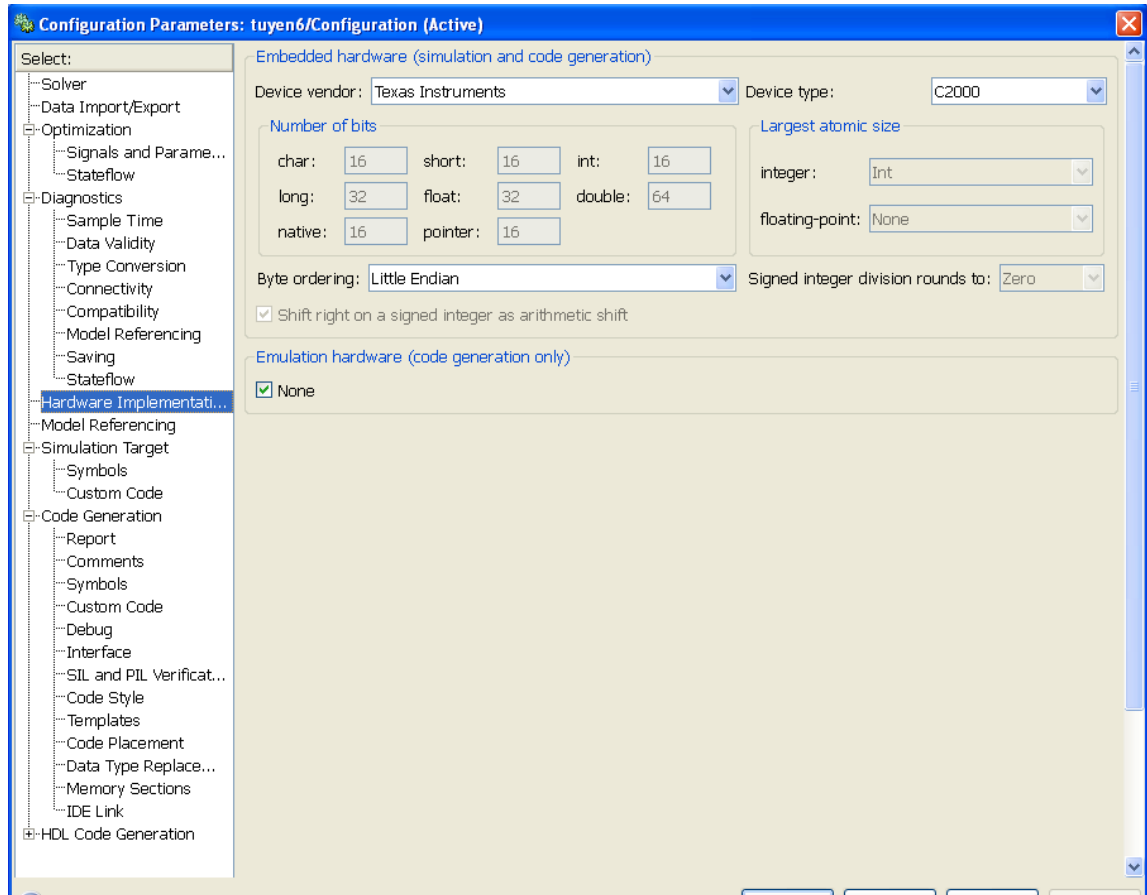 Configuration Parameters: tuyen6/Configuration (Active)
Select:
Solver
Data Import/Export
Optimization
Signals and Parame...
Stateflow
Diagnostics
Sample Time
Data Validity
Type Conversion
Connectivity
Compatibility
Model Referencing
Saving
Stateflow
Hardware Implementati...
Model Referencing
Simulation Target
Symbols
Custom Code
Code Generation
Report
Comments
Symbols
Custom Code
Debug
Interface
SIL and PIL Verificat...
Code Style
Templates
Code Placement
Data Type Replace...
Memory Sections
IDE Link
HDL Code Generation
Embedded hardware (simulation and code generation)
Device vendor: Texas Instruments Device type: C2000
Number of bits
char: 16 short: 16 int: 16
long: 32 float: 32 double: 64
native: 16 pointer: 16
Largest atomic size
integer: Int
floating-point: None
Byte ordering: Little Endian Signed integer division rounds to: Zero
Shift right on a signed integer as arithmetic shift
Emulation hardware (code generation only)
None